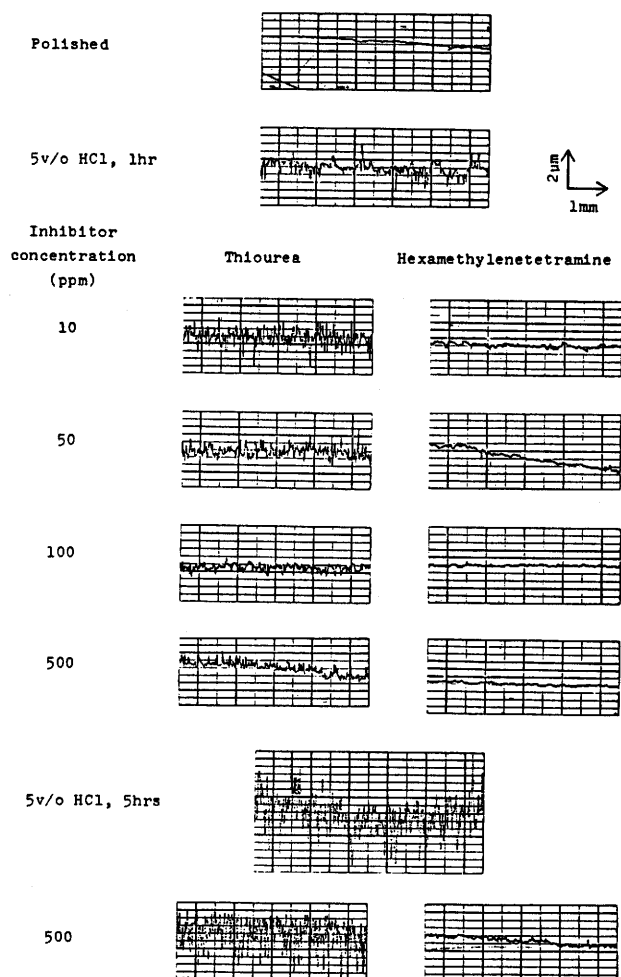 Polished
5v/o HCl, 1hr
2μm
1mm
Inhibitor
concentration
(ppm)
Thiourea
Hexamethylenetetramine
10
50
100
500
5v/o HCl, 5hrs
500